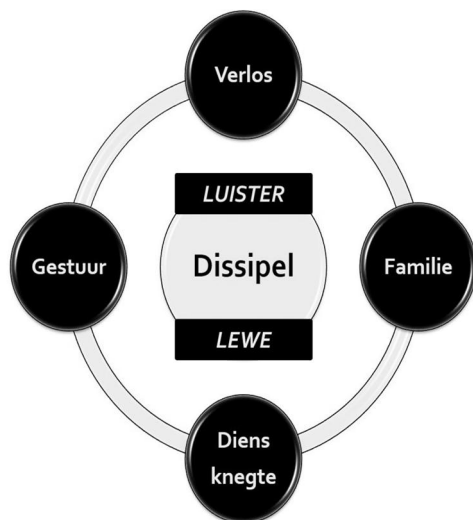 Verlos
LUISTER
Gestuur
Dissipel
Familie
LEWE
Diens
knegte